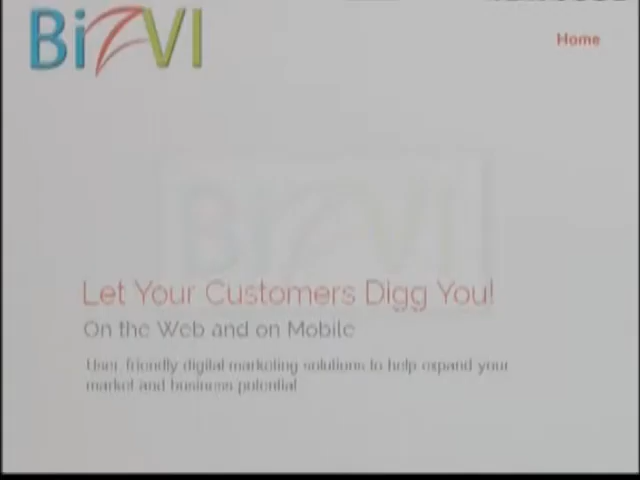 BizVI
Home
Let Your Customers Digg You!
On the Web and on Mobile
User friendly digital marketing solutions to help expand your
market and business potential